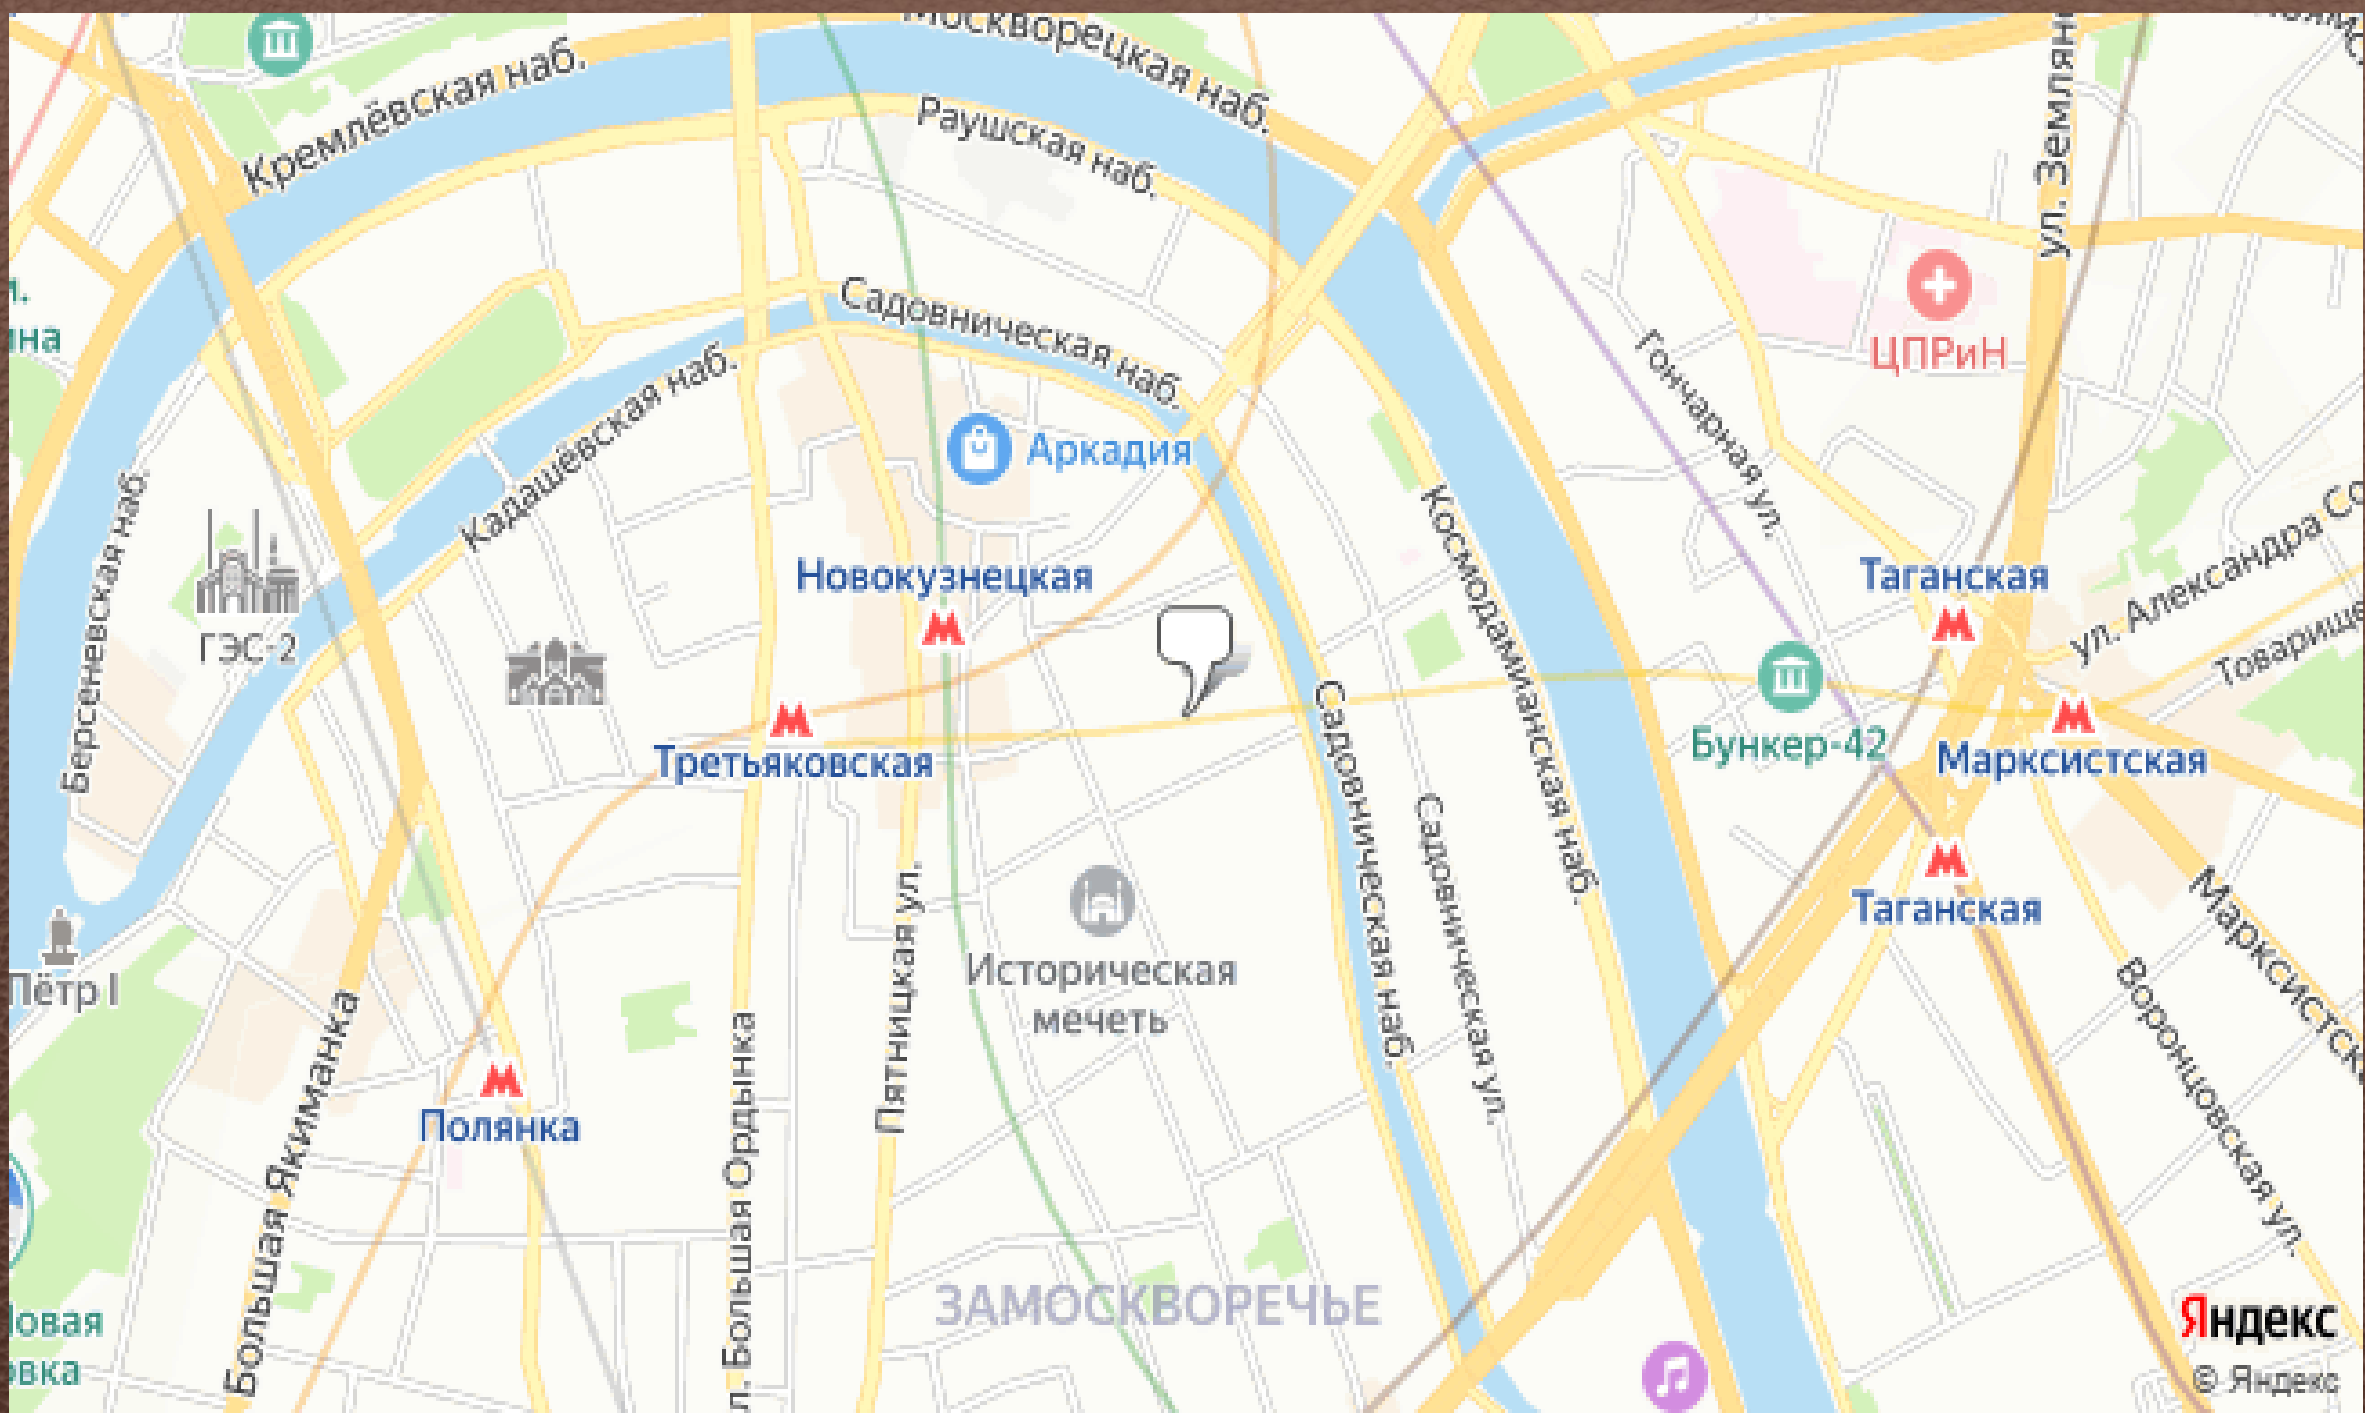 Москворецкая наб.
Кремлёвская наб.
Раушская наб.
ул. Землян
Садовническая наб.
ЦПРиН
Гончарная ул.
Кадашёвская наб.
Аркадия
Берсеневская наб.
Космодамианская наб.
Новокузнецкая
Таганская
ул. Александра Со
Товарище
ГЭС-2
Третьяковская
Бункер-42
Марксистская
Садовническая наб.
Садовническая ул.
Таганская
Марксистск
Историческая
мечеть
Пётр I
Пятницкая ул.
Воронцовская ул.
Полянка
Большая Якиманка
л. Большая Ордынка
ЗАМОСКВОРЕЧЬЕ
Яндекс
© Яндекс